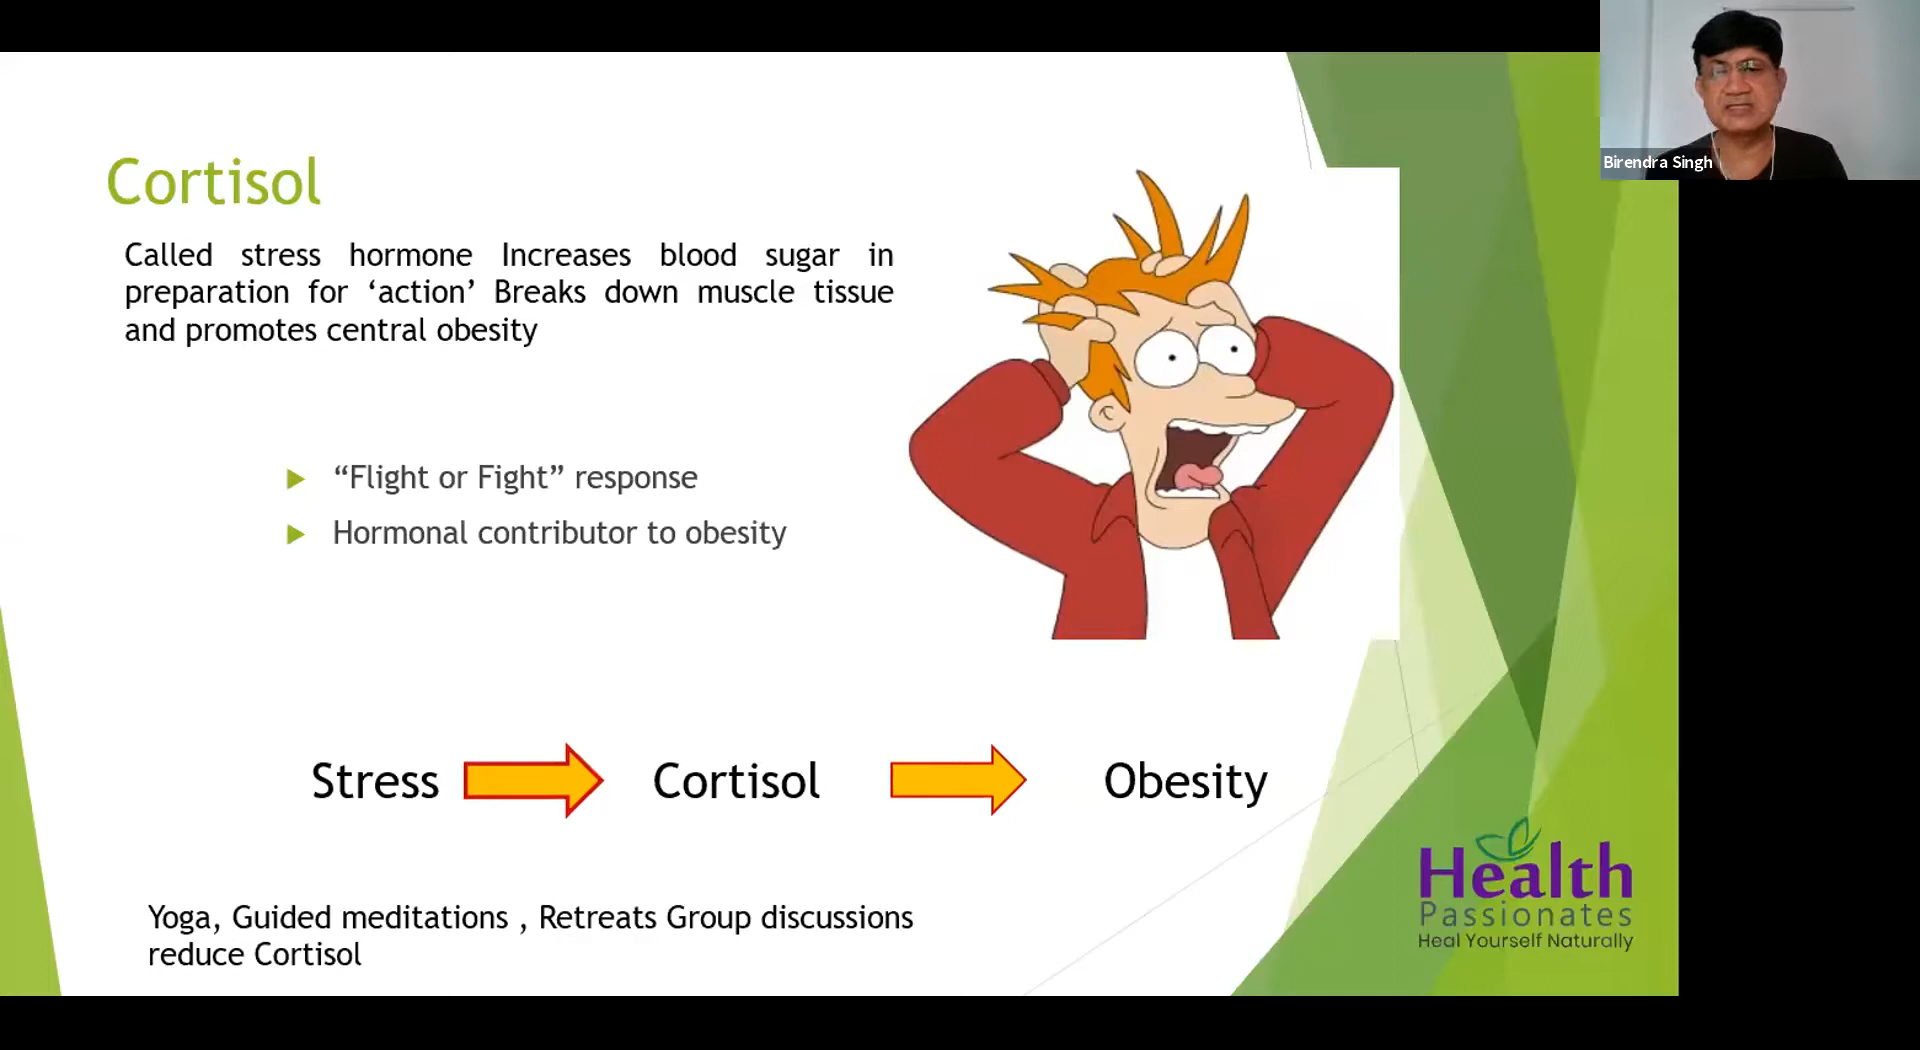 Birendra Singh
Cortisol
Called stress hormone Increases blood sugar in
preparation for ‘action’ Breaks down muscle tissue
and promotes central obesity
“Flight or Fight” response
Hormonal contributor to obesity
Stress Cortisol Obesity
Yoga, Guided meditations , Retreats Group discussions
reduce Cortisol
Health
Passionates
Heal Yourself Naturally